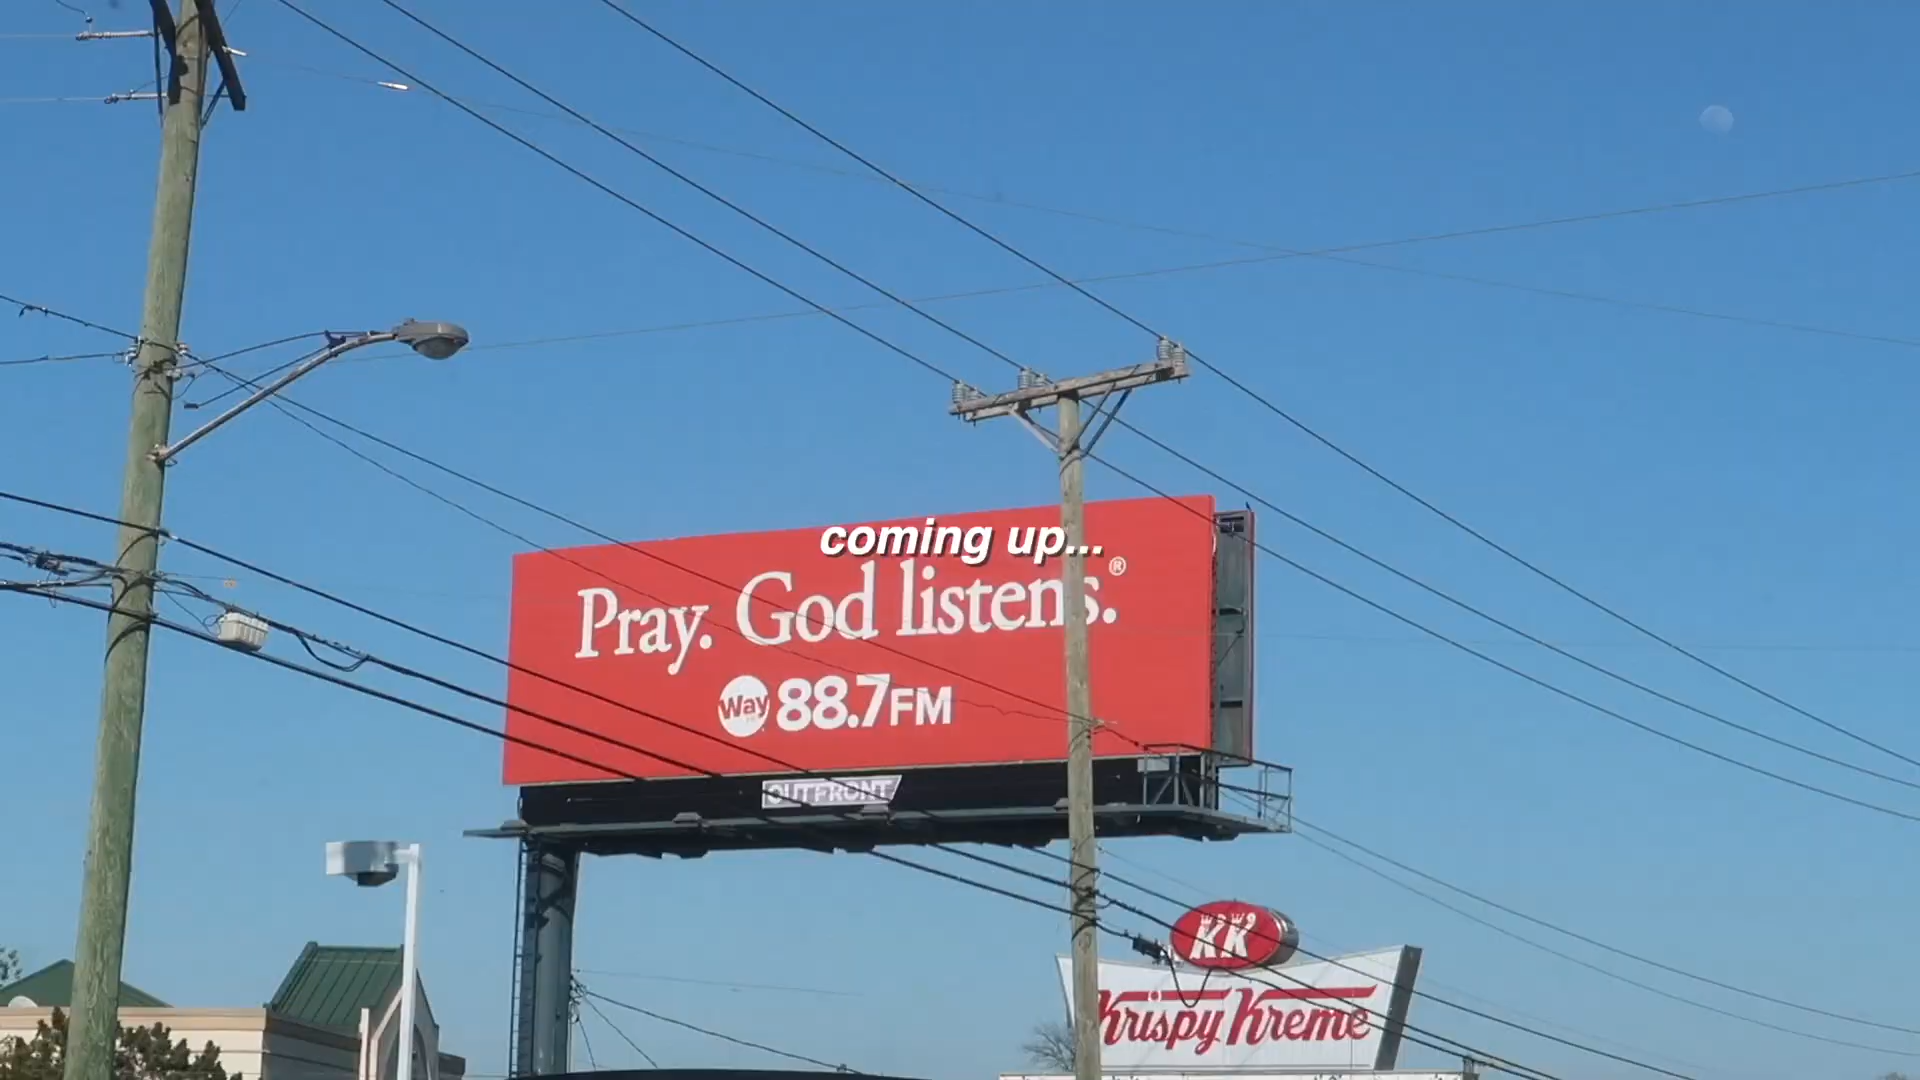 coming up...
Pray. God listens.®
Way 88.7FM
OUTFRONT
KK
Krispy Kreme